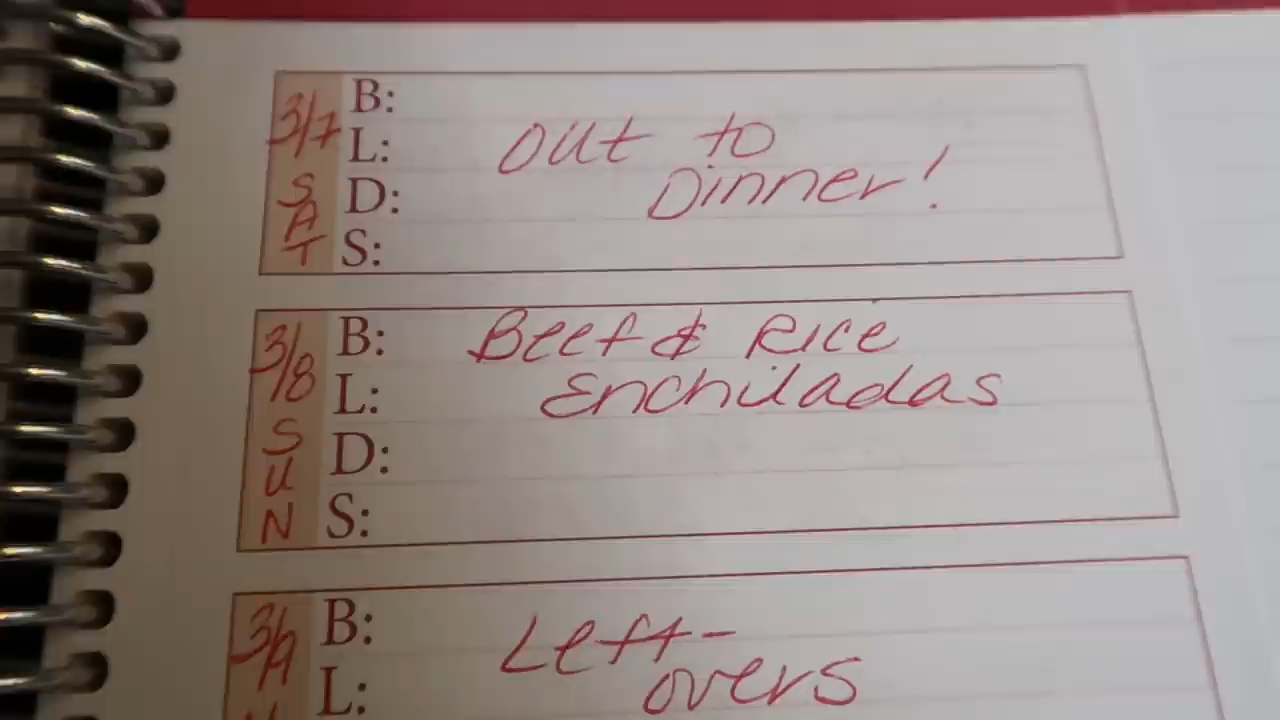 3/7
SAT
B:
L:
D:
S:
Out to
Dinner!
3/8
SUN
B:
L:
D:
S:
Beef & Rice
Enchiladas
3/9
B:
L:
Left-
overs